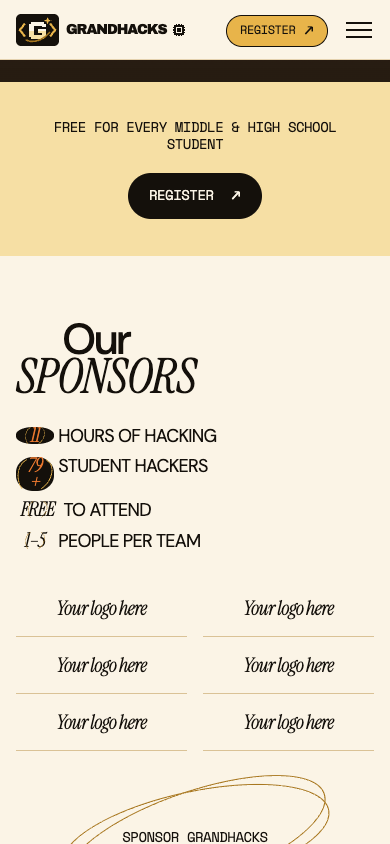 G
GRANDHACKS
REGISTER ↗
FREE FOR EVERY MIDDLE & HIGH SCHOOL
STUDENT
REGISTER ↗
Our
SPONSORS
11 HOURS OF HACKING
79
+ STUDENT HACKERS
FREE TO ATTEND
1–5 PEOPLE PER TEAM
Your logo here Your logo here
Your logo here Your logo here
Your logo here Your logo here
SPONSOR GRANDHACKS